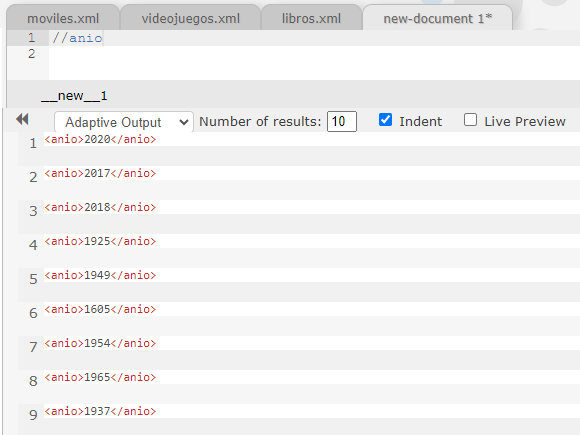 moviles.xml videojuegos.xml libros.xml new-document 1*
1 //anio
2
__new__1
Adaptive Output Number of results: 10 Indent Live Preview
1 <anio>2020</anio>
2 <anio>2017</anio>
3 <anio>2018</anio>
4 <anio>1925</anio>
5 <anio>1949</anio>
6 <anio>1605</anio>
7 <anio>1954</anio>
8 <anio>1965</anio>
9 <anio>1937</anio>